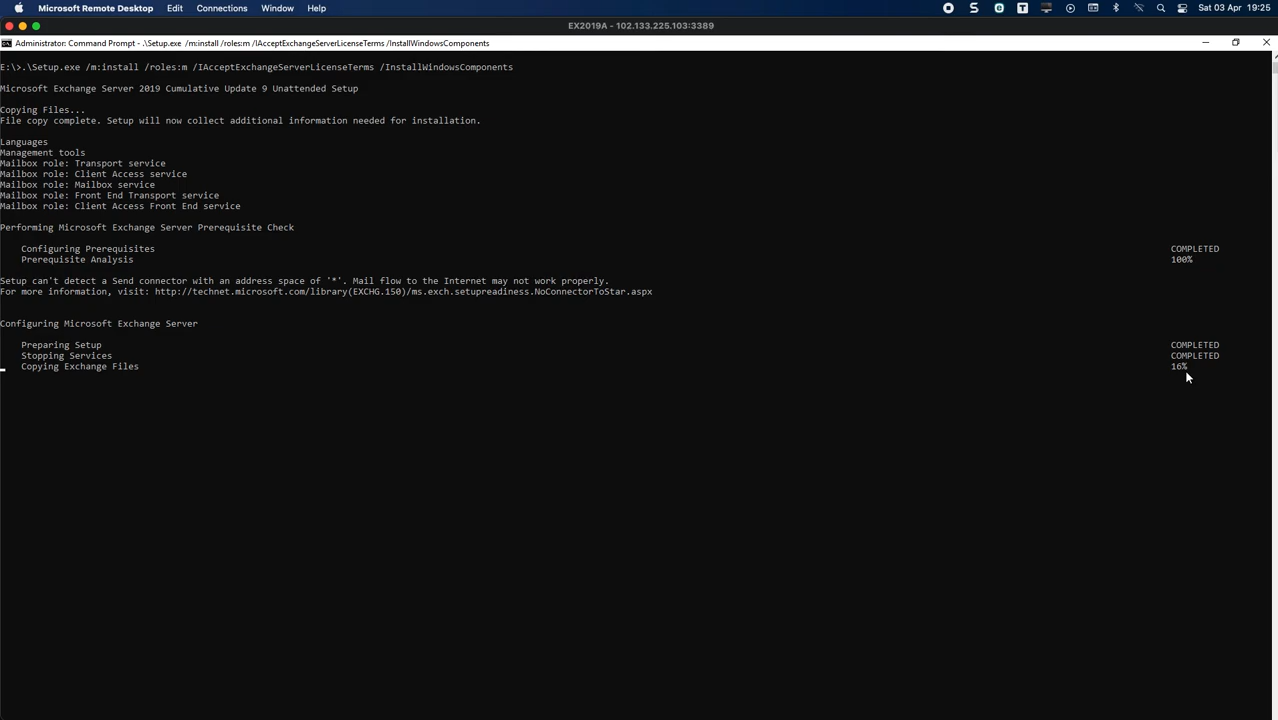 Microsoft Remote Desktop Edit Connections Window Help Sat 03 Apr 19:25
EX2019A - 102.133.225.103:3389
Administrator: Command Prompt - .\Setup.exe /m:install /roles:m /IAcceptExchangeServerLicenseTerms /InstallWindowsComponents
E:\>.\Setup.exe /m:install /roles:m /IAcceptExchangeServerLicenseTerms /InstallWindowsComponents
Microsoft Exchange Server 2019 Cumulative Update 9 Unattended Setup
Copying Files...
File copy complete. Setup will now collect additional information needed for installation.
Languages
Management tools
Mailbox role: Transport service
Mailbox role: Client Access service
Mailbox role: Mailbox service
Mailbox role: Front End Transport service
Mailbox role: Client Access Front End service
Performing Microsoft Exchange Server Prerequisite Check
Configuring Prerequisites COMPLETED
Prerequisite Analysis 100%
Setup can't detect a Send connector with an address space of '*'. Mail flow to the Internet may not work properly.
For more information, visit: http://technet.microsoft.com/library(EXCHG.150)/ms.exch.setupreadiness.NoConnectorToStar.aspx
Configuring Microsoft Exchange Server
Preparing Setup COMPLETED
Stopping Services COMPLETED
Copying Exchange Files 16%